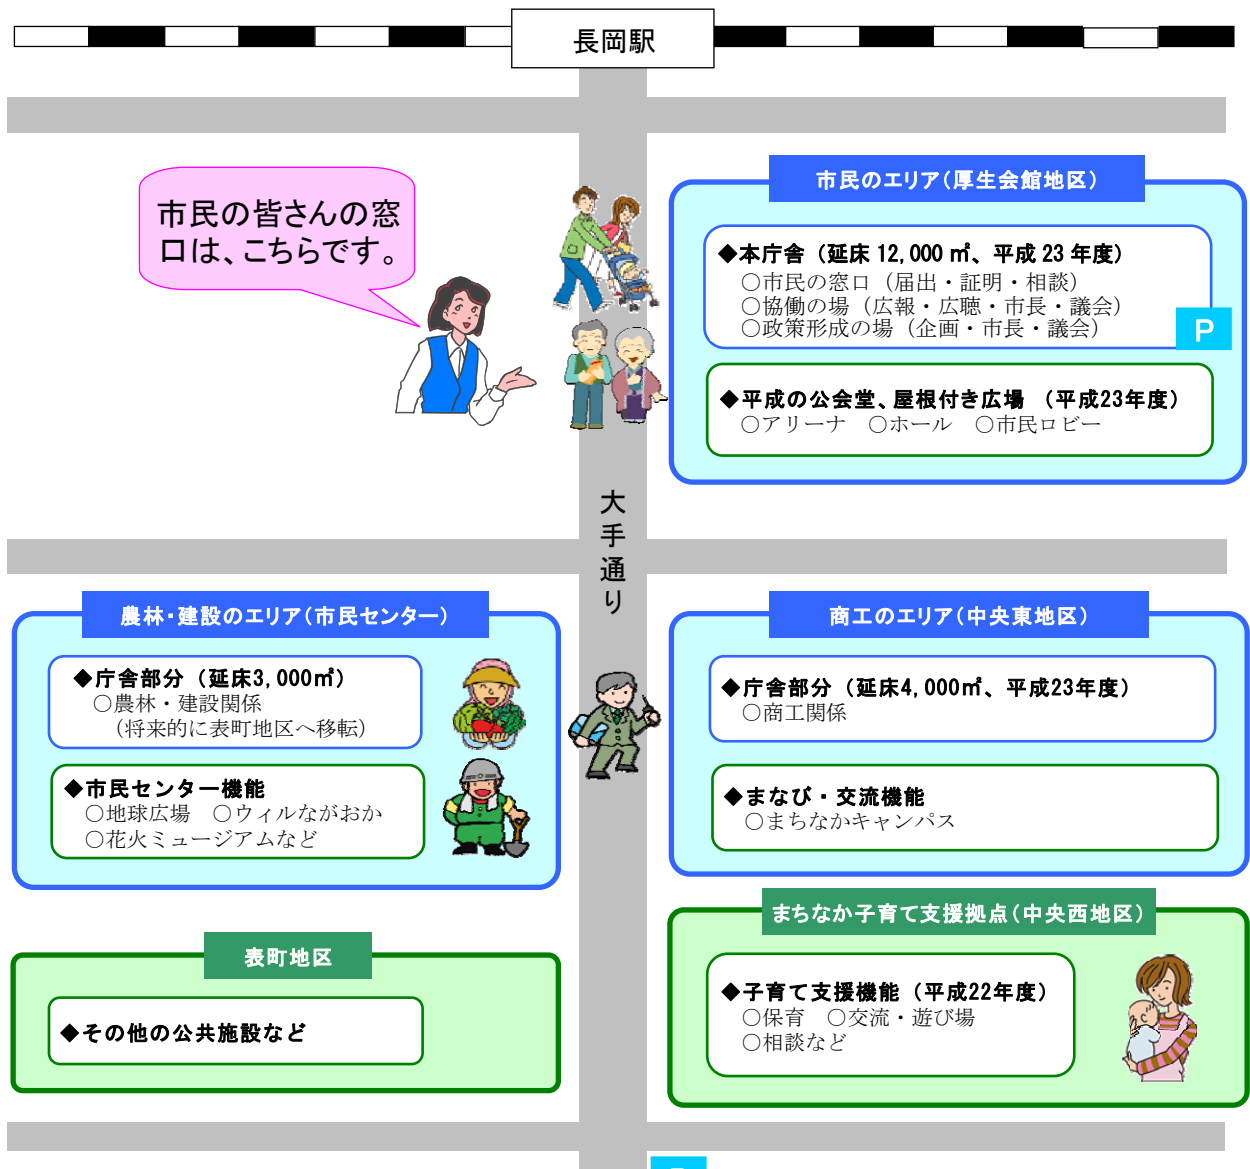 長岡駅
市民の皆さんの窓
口は、こちらです。
市民のエリア（厚生会館地区）
◆本庁舎（延床 12,000 ㎡、平成 23 年度）
○市民の窓口（届出・証明・相談）
○協働の場（広報・広聴・市長・議会）
○政策形成の場（企画・市長・議会）
P
◆平成の公会堂、屋根付き広場 （平成23年度）
○アリーナ　○ホール　○市民ロビー
大手通り
農林・建設のエリア（市民センター）
◆庁舎部分（延床3,000㎡）
○農林・建設関係
（将来的に表町地区へ移転）
◆市民センター機能
○地球広場　○ウィルながおか
○花火ミュージアムなど
商工のエリア（中央東地区）
◆庁舎部分（延床4,000㎡、平成23年度）
○商工関係
◆まなび・交流機能
○まちなかキャンパス
表町地区
◆その他の公共施設など
まちなか子育て支援拠点（中央西地区）
◆子育て支援機能（平成22年度）
○保育　○交流・遊び場
○相談など